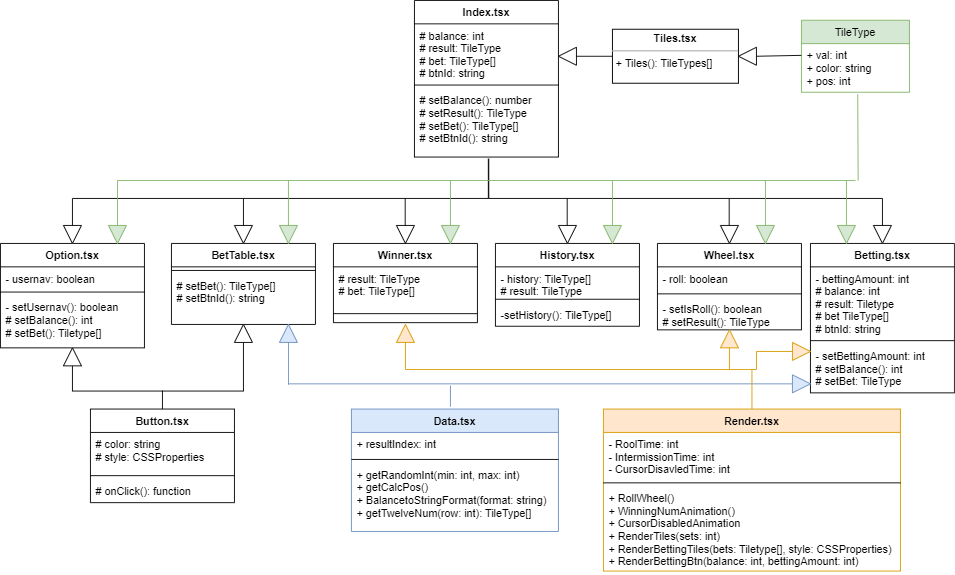 Index.tsx
# balance: int
# result: TileType
# bet: TileType[]
# btnId: string
# setBalance(): number
# setResult(): TileType
# setBet(): TileType[]
# setBtnId(): string
Tiles.tsx
+ Tiles(): TileTypes[]
TileType
+ val: int
+ color: string
+ pos: int
Option.tsx
- usernav: boolean
- setUsernav(): boolean
# setBalance(): int
# setBet(): Tiletype[]
BetTable.tsx
# setBet(): TileType[]
# setBtnId(): string
Winner.tsx
# result: TileType
# bet: TileType[]
History.tsx
- history: TileType[]
# result: TileType
-setHistory(): TileType[]
Wheel.tsx
- roll: boolean
- setIsRoll(): boolean
# setResult(): TileType
Betting.tsx
- bettingAmount: int
# balance: int
# result: Tiletype
# bet TileType[]
# btnId: string
- setBettingAmount: int
# setBalance(): int
# setBet: TileType
Button.tsx
# color: string
# style: CSSProperties
# onClick(): function
Data.tsx
+ resultIndex: int
+ getRandomInt(min: int, max: int)
+ getCalcPos()
+ BalancetoStringFormat(format: string)
+ getTwelveNum(row: int): TileType[]
Render.tsx
- RoolTime: int
- IntermissionTime: int
- CursorDisavledTime: int
+ RollWheel()
+ WinningNumAnimation()
+ CursorDisabledAnimation
+ RenderTiles(sets: int)
+ RenderBettingTiles(bets: Tiletype[], style: CSSProperties)
+ RenderBettingBtn(balance: int, bettingAmount: int)